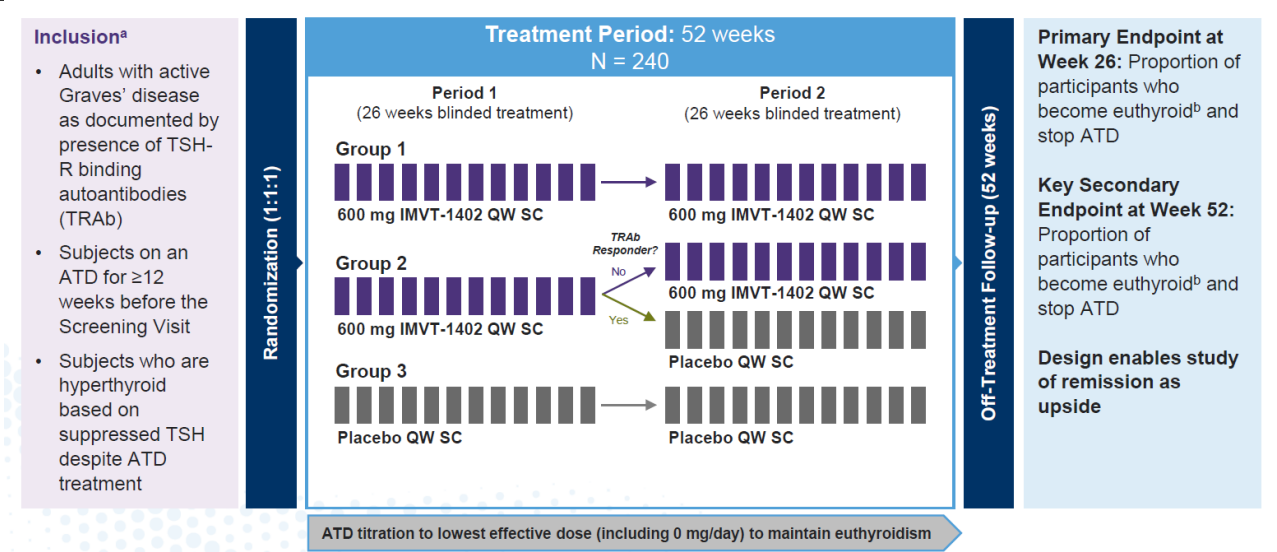 Inclusionᵃ
• Adults with active
Graves’ disease
as documented by
presence of TSH-
R binding
autoantibodies
(TRAb)
• Subjects on an
ATD for ≥12
weeks before the
Screening Visit
• Subjects who are
hyperthyroid
based on
suppressed TSH
despite ATD
treatment
Randomization (1:1:1)
Treatment Period: 52 weeks
N = 240
Period 1
(26 weeks blinded treatment)
Period 2
(26 weeks blinded treatment)
Group 1
600 mg IMVT-1402 QW SC
600 mg IMVT-1402 QW SC
Group 2
600 mg IMVT-1402 QW SC
TRAb
Responder?
No
Yes
600 mg IMVT-1402 QW SC
Placebo QW SC
Group 3
Placebo QW SC
Placebo QW SC
ATD titration to lowest effective dose (including 0 mg/day) to maintain euthyroidism
Off-Treatment Follow-up (52 weeks)
Primary Endpoint at
Week 26: Proportion of
participants who
become euthyroidᵇ and
stop ATD
Key Secondary
Endpoint at Week 52:
Proportion of
participants who
become euthyroidᵇ and
stop ATD
Design enables study
of remission as
upside